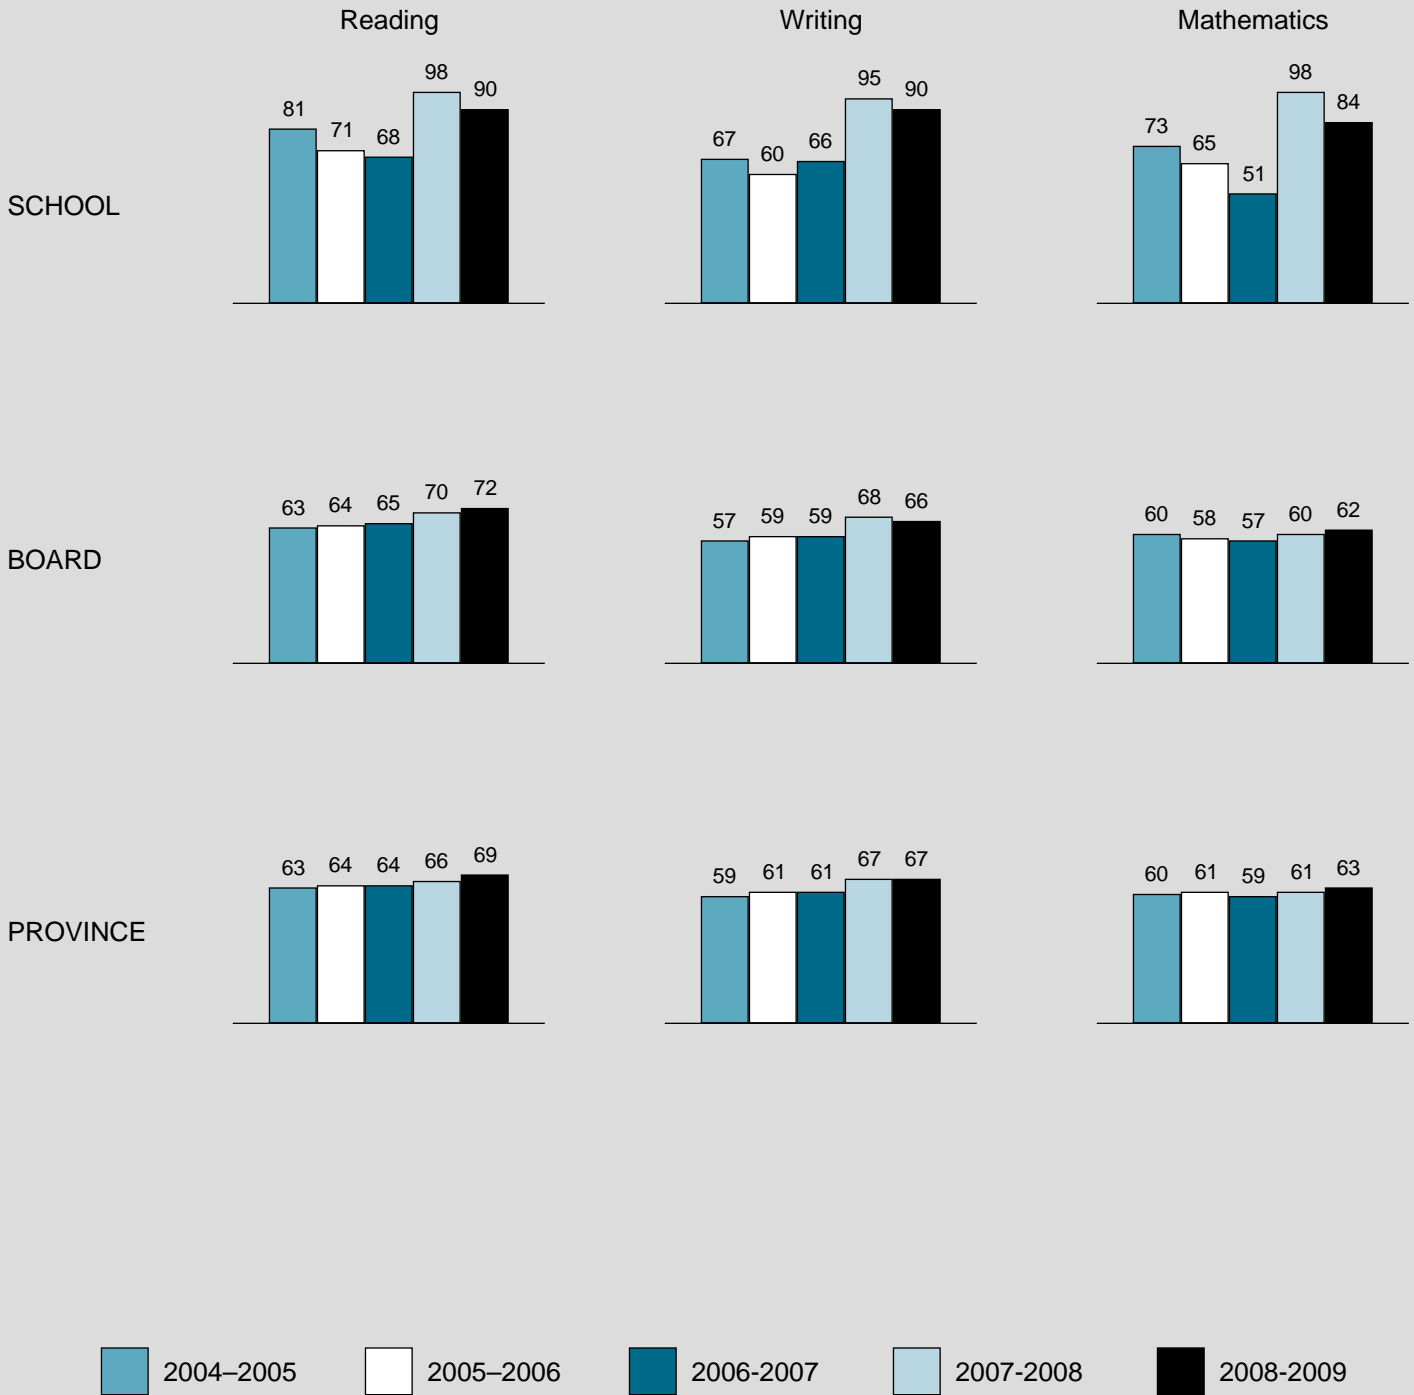 Reading Writing Mathematics
SCHOOL
81 71 68 98 90
67 60 66 95 90
73 65 51 98 84
BOARD
63 64 65 70 72
57 59 59 68 66
60 58 57 60 62
PROVINCE
63 64 64 66 69
59 61 61 67 67
60 61 59 61 63
2004–2005 2005–2006 2006-2007 2007-2008 2008-2009